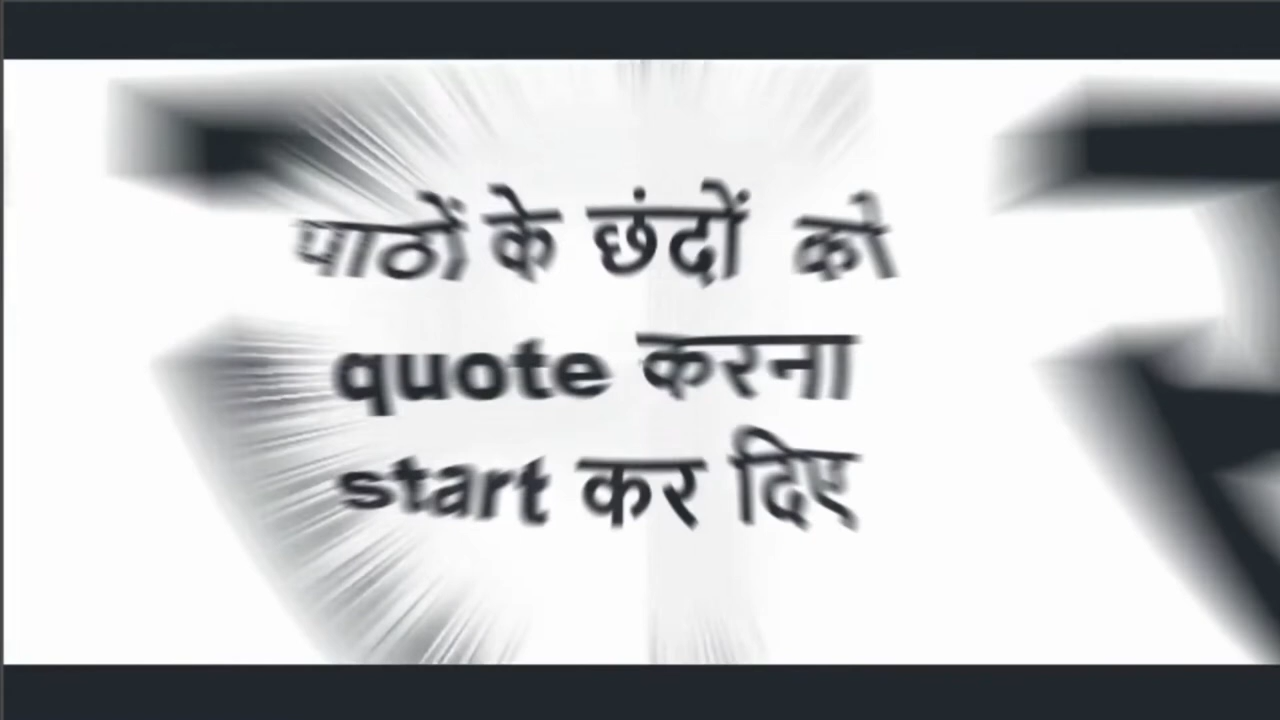 पाठों के छंदों को
quote करना
start कर दिए